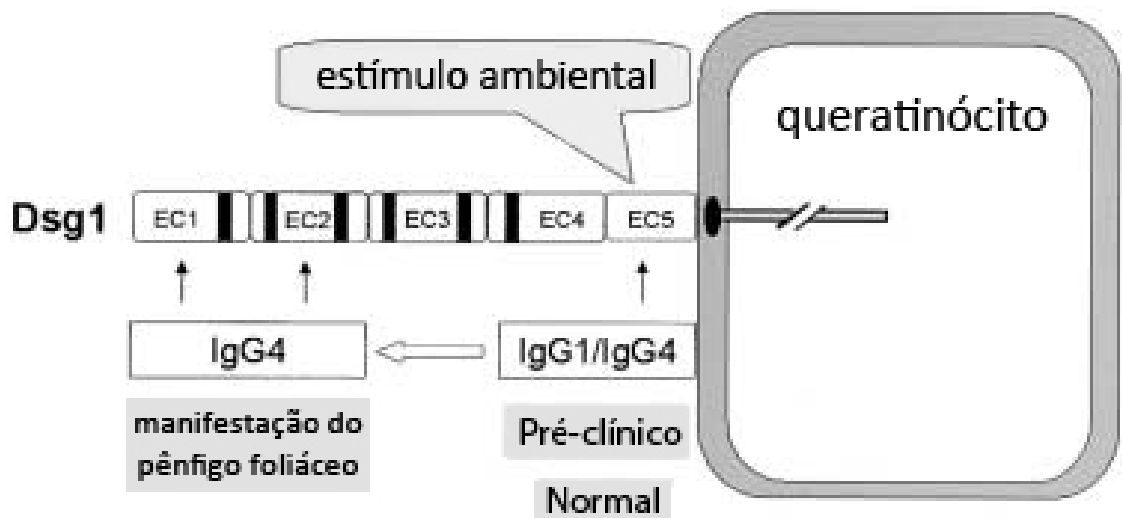 estímulo ambiental
queratinócito
Dsg1 EC1 EC2 EC3 EC4 EC5
IgG4 IgG1/IgG4
manifestação do
pênfigo foliáceo
Pré-clínico
Normal